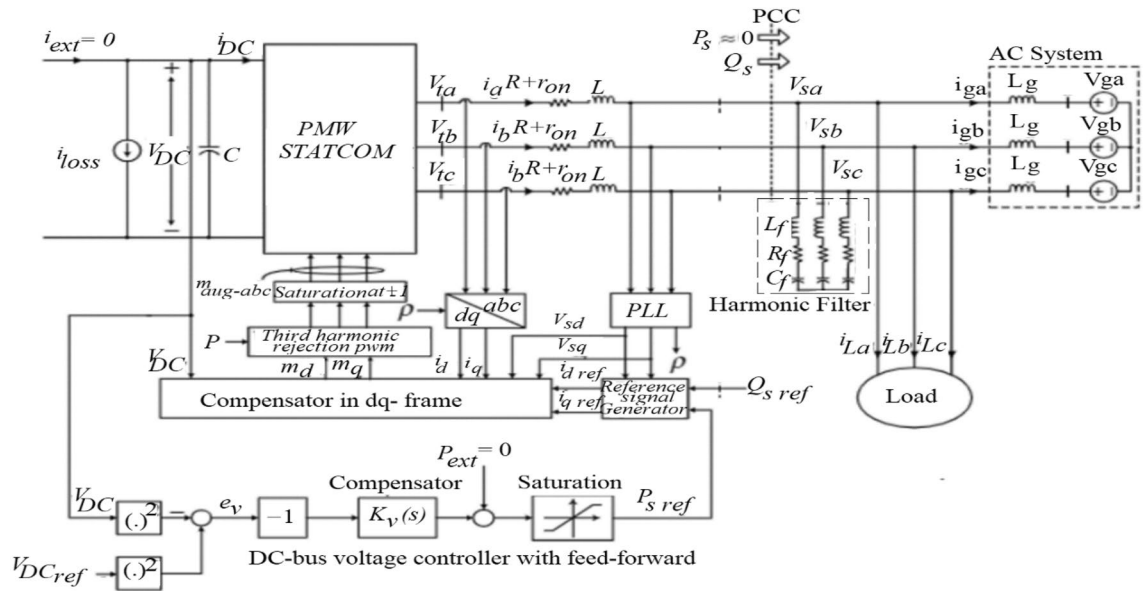 PCC
i_ext = 0
i_DC
P_s ≈ 0
Q_s
AC System
+
V_ta
i_a R+r_on
L
V_sa
i_ga
L_g
Vga
i_loss
V_DC
C
PMW
STATCOM
V_tb
i_b R+r_on
L
V_sb
i_gb
L_g
Vgb
V_tc
i_b R+r_on
L
V_sc
i_gc
L_g
Vgc
−
L_f
R_f
C_f
Harmonic Filter
m_aug-abc
Saturationat±1
ρ
abc
dq
PLL
V_sd
V_sq
ρ
P
Third harmonic
rejection pwm
V_DC
m_d
m_q
i_d
i_q
i_d ref
i_q ref
Compensator in dq- frame
Reference
signal
Generator
Q_s ref
i_La
i_Lb
i_Lc
Load
P_ext = 0
Compensator
Saturation
V_DC
(.)²
−
e_v
−1
K_v(s)
P_s ref
DC-bus voltage controller with feed-forward
V_DCref
(.)²